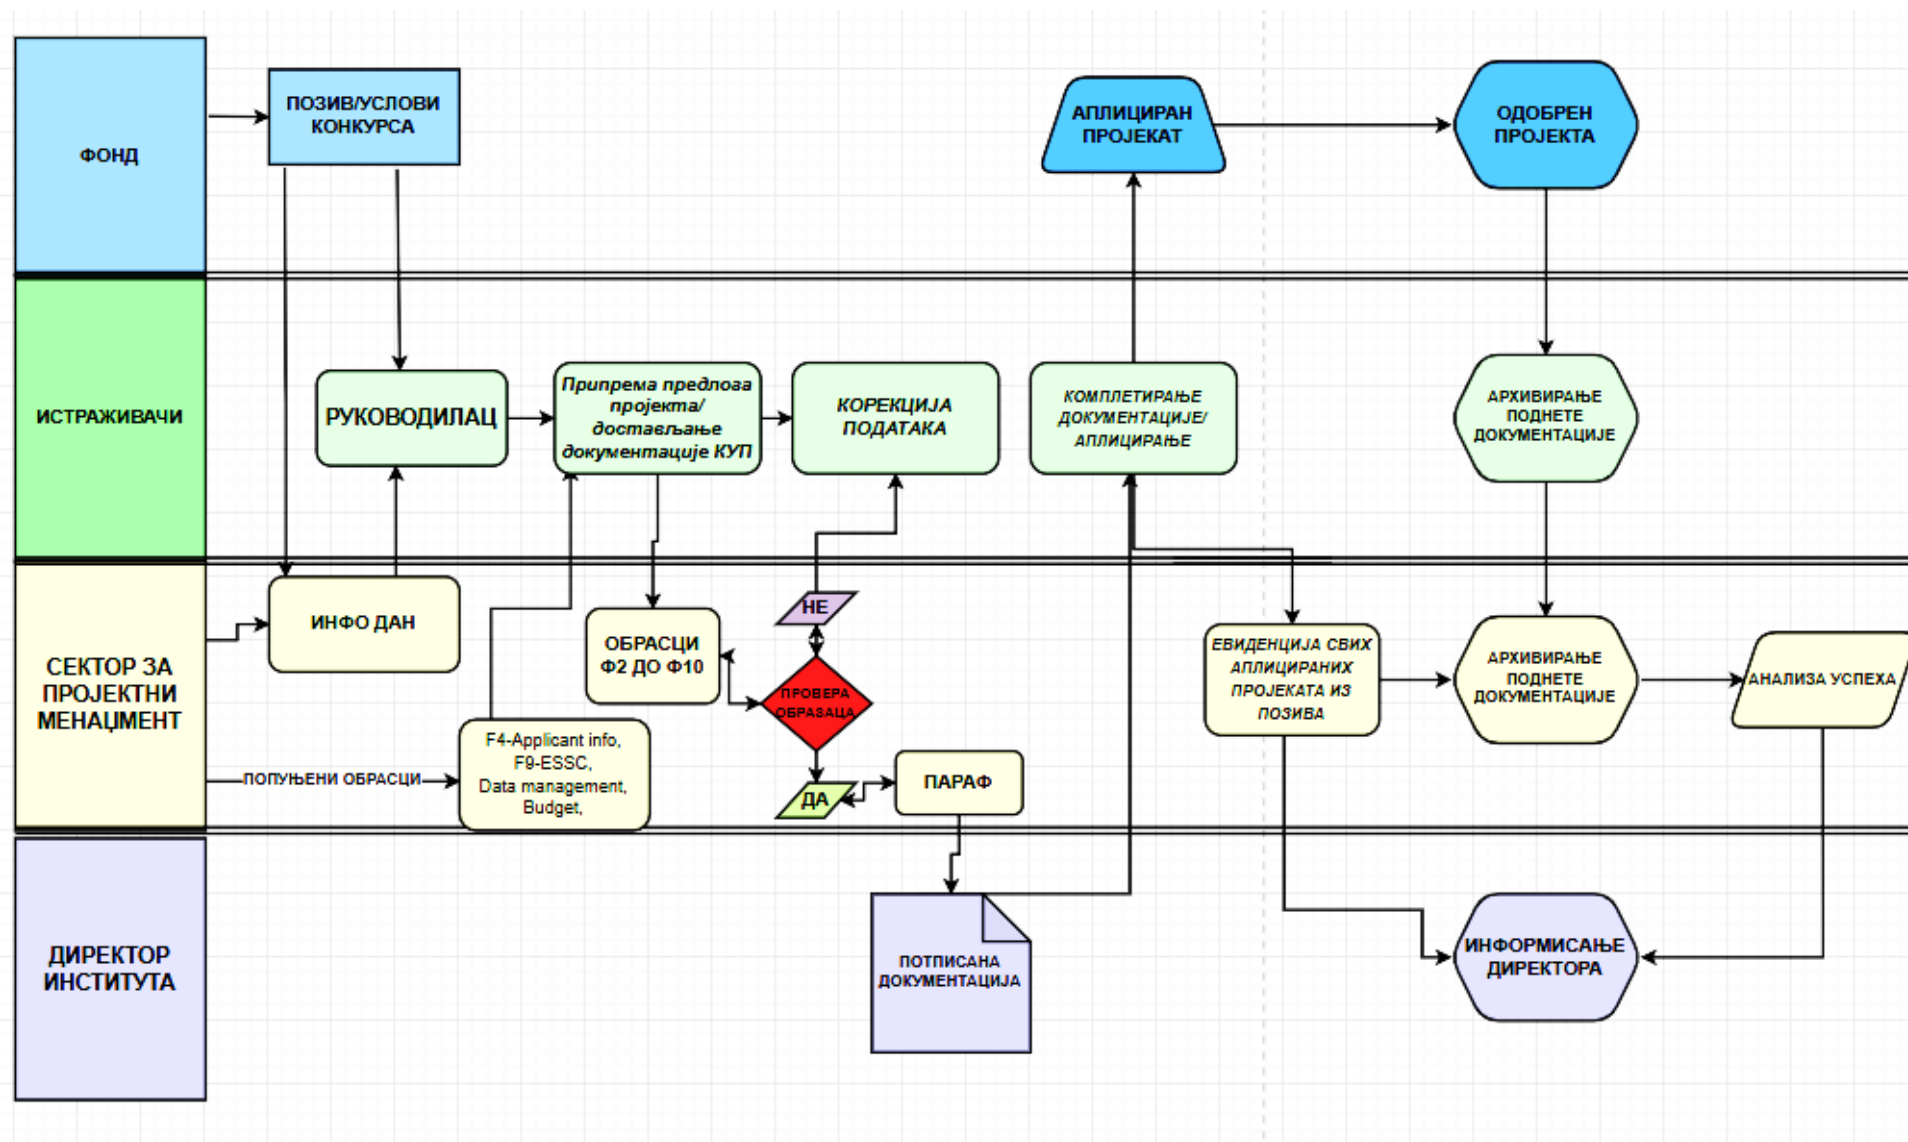 ФОНД
ПОЗИВ/УСЛОВИ
КОНКУРСА
АПЛИЦИРАН
ПРОЈЕКАТ
ОДОБРЕН
ПРОЈЕКТА
ИСТРАЖИВАЧИ
РУКОВОДИЛАЦ
Припрема предлога
пројекта/
достављање
документације КУП
КОРЕКЦИЈА
ПОДАТАКА
КОМПЛЕТИРАЊЕ
ДОКУМЕНТАЦИЈЕ/
АПЛИЦИРАЊЕ
АРХИВИРАЊЕ
ПОДНЕТЕ
ДОКУМЕНТАЦИЈЕ
СЕКТОР ЗА
ПРОЈЕКТНИ
МЕНАЏМЕНТ
ИНФО ДАН
ПОПУЊЕНИ ОБРАСЦИ
F4-Applicant info,
F9-ESSC,
Data management,
Budget,
ОБРАСЦИ
Ф2 ДО Ф10
НЕ
ПРОВЕРА
ОБРАЗАЦА
ДА
ПАРАФ
ЕВИДЕНЦИЈА СВИХ
АПЛИЦИРАНИХ
ПРОЈЕКАТА ИЗ
ПОЗИВА
АРХИВИРАЊЕ
ПОДНЕТЕ
ДОКУМЕНТАЦИЈЕ
АНАЛИЗА УСПЕХА
ДИРЕКТОР
ИНСТИТУТА
ПОТПИСАНА
ДОКУМЕНТАЦИЈА
ИНФОРМИСАЊЕ
ДИРЕКТОРА